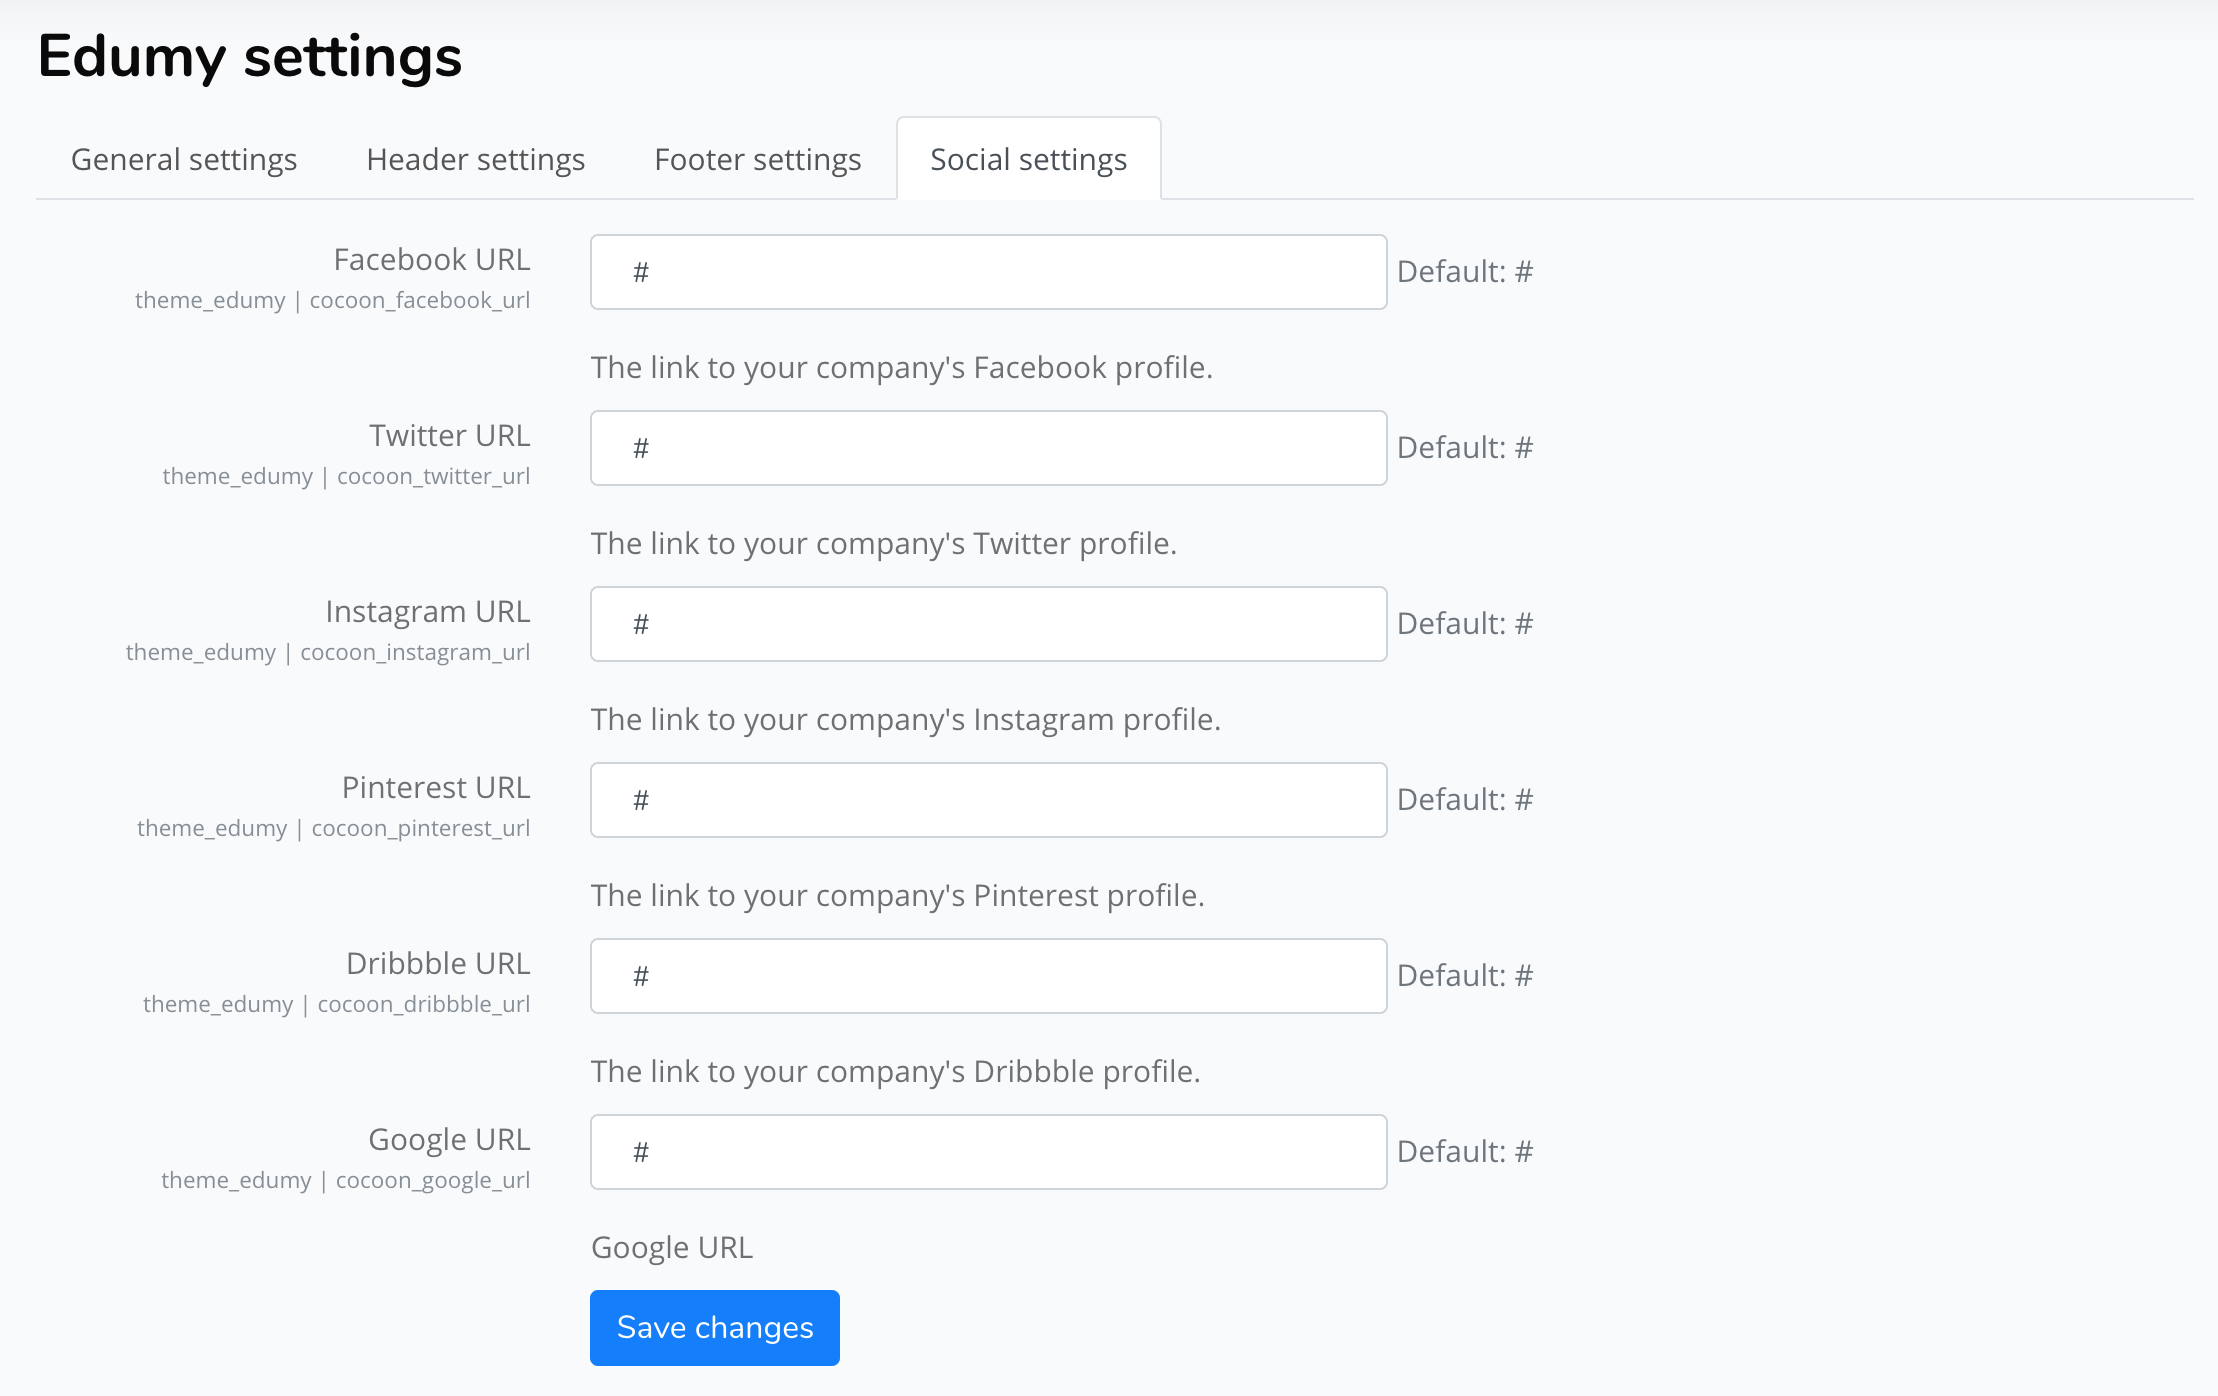 Edumy settings
General settings
Header settings
Footer settings
Social settings
Facebook URL
theme_edumy | cocoon_facebook_url
#
Default: #
The link to your company's Facebook profile.
Twitter URL
theme_edumy | cocoon_twitter_url
#
Default: #
The link to your company's Twitter profile.
Instagram URL
theme_edumy | cocoon_instagram_url
#
Default: #
The link to your company's Instagram profile.
Pinterest URL
theme_edumy | cocoon_pinterest_url
#
Default: #
The link to your company's Pinterest profile.
Dribbble URL
theme_edumy | cocoon_dribbble_url
#
Default: #
The link to your company's Dribbble profile.
Google URL
theme_edumy | cocoon_google_url
#
Default: #
Google URL
Save changes